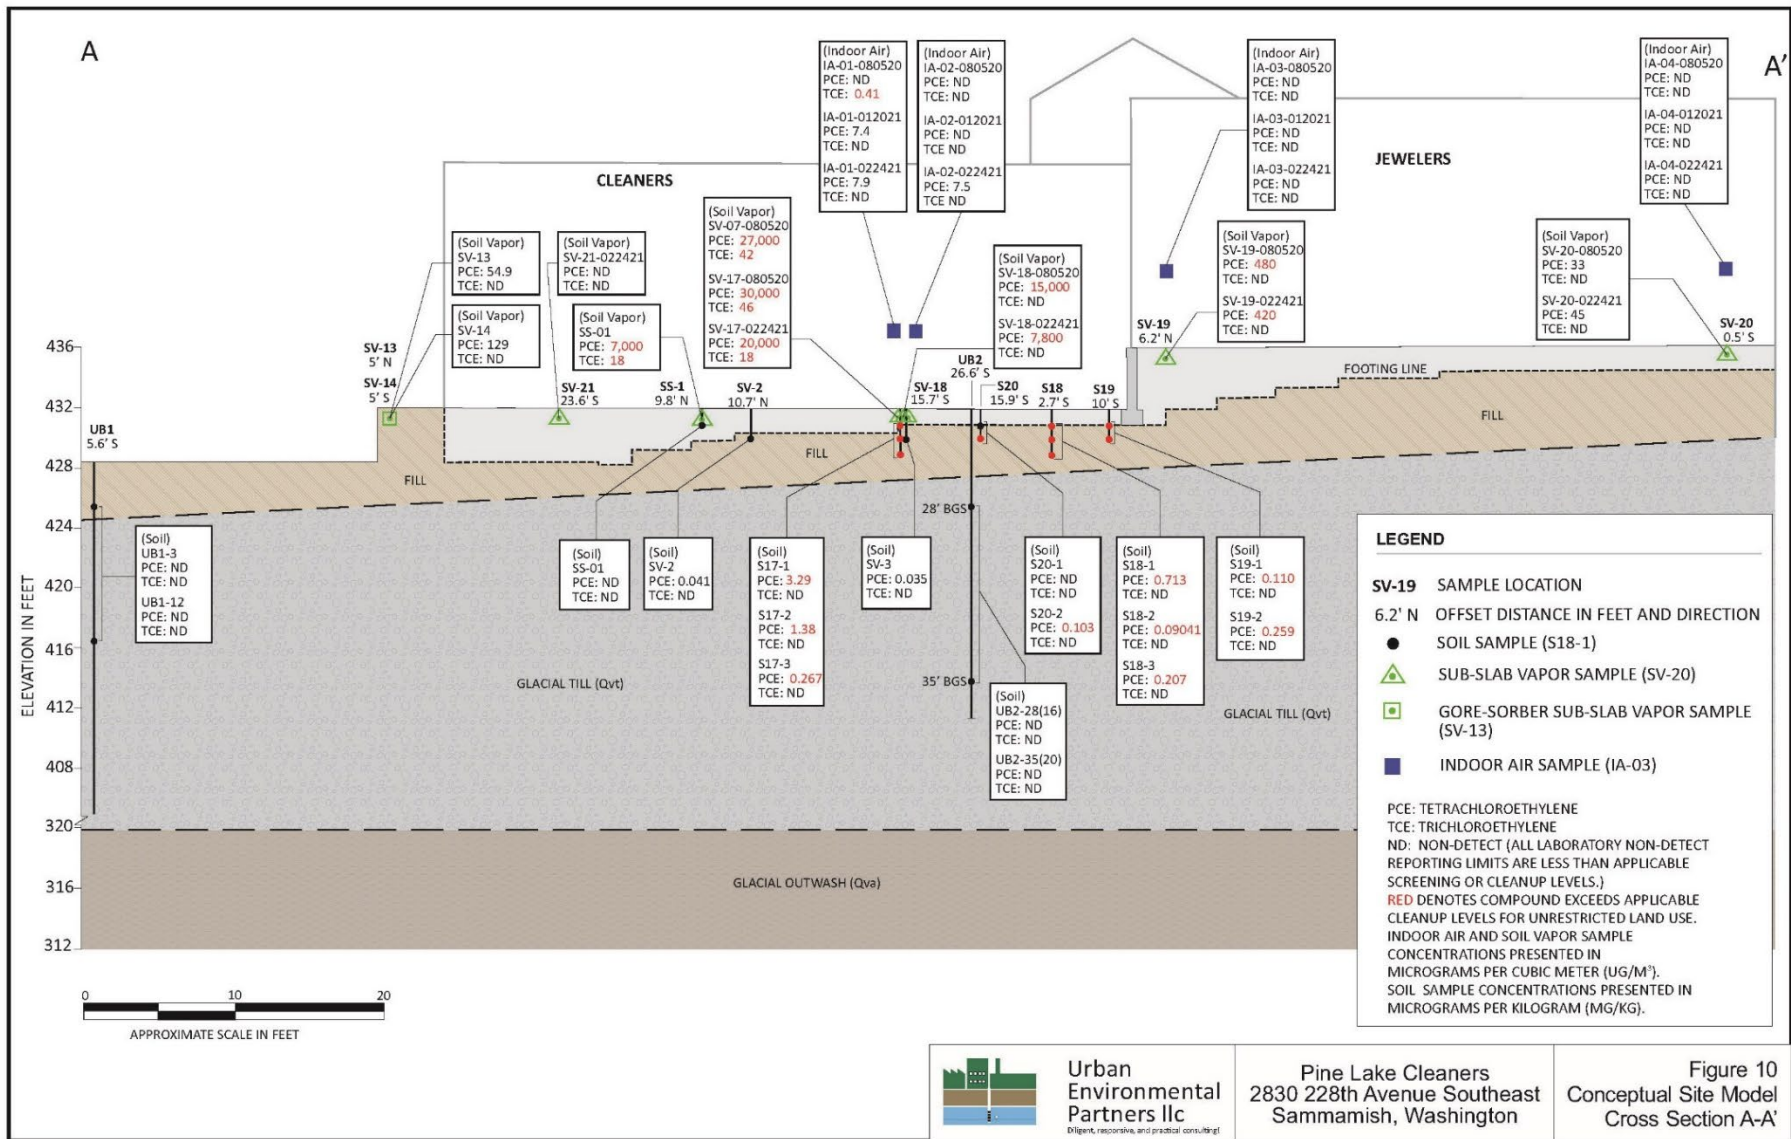 A
A'
(Indoor Air)
IA-01-080520
PCE: ND
TCE: 0.41
IA-01-012021
PCE: 7.4
TCE: ND
IA-01-022421
PCE: 7.9
TCE: ND
(Indoor Air)
IA-02-080520
PCE: ND
TCE: ND
IA-02-012021
PCE: ND
TCE: ND
IA-02-022421
PCE: 7.5
TCE ND
(Indoor Air)
IA-03-080520
PCE: ND
TCE: ND
IA-03-012021
PCE: ND
TCE: ND
IA-03-022421
PCE: ND
TCE: ND
(Indoor Air)
IA-04-080520
PCE: ND
TCE: ND
IA-04-012021
PCE: ND
TCE: ND
IA-04-022421
PCE: ND
TCE: ND
CLEANERS
JEWELERS
(Soil Vapor)
SV-13
PCE: 54.9
TCE: ND
(Soil Vapor)
SV-14
PCE: 129
TCE: ND
(Soil Vapor)
SV-21-022421
PCE: ND
TCE: ND
(Soil Vapor)
SS-01
PCE: 7,000
TCE: 18
(Soil Vapor)
SV-07-080520
PCE: 27,000
TCE: 42
SV-17-080520
PCE: 30,000
TCE: 46
SV-17-022421
PCE: 20,000
TCE: 18
(Soil Vapor)
SV-18-080520
PCE: 15,000
TCE: ND
SV-18-022421
PCE: 7,800
TCE: ND
(Soil Vapor)
SV-19-080520
PCE: 480
TCE: ND
SV-19-022421
PCE: 420
TCE: ND
(Soil Vapor)
SV-20-080520
PCE: 33
TCE: ND
SV-20-022421
PCE: 45
TCE: ND
ELEVATION IN FEET
436
432
428
424
420
416
412
408
320
316
312
UB1
5.6' S
SV-13
5' N
SV-14
5' S
SV-21
23.6' S
SS-1
9.8' N
SV-2
10.7' N
SV-18
15.7' S
UB2
26.6' S
S20
15.9' S
S18
2.7' S
S19
10' S
SV-19
6.2' N
SV-20
0.5' S
FOOTING LINE
FILL
FILL
FILL
28' BGS
35' BGS
(Soil)
UB1-3
PCE: ND
TCE: ND
UB1-12
PCE: ND
TCE: ND
(Soil)
SS-01
PCE: ND
TCE: ND
(Soil)
SV-2
PCE: 0.041
TCE: ND
(Soil)
S17-1
PCE: 3.29
TCE: ND
S17-2
PCE: 1.38
TCE: ND
S17-3
PCE: 0.267
TCE: ND
(Soil)
SV-3
PCE: 0.035
TCE: ND
(Soil)
UB2-28(16)
PCE: ND
TCE: ND
UB2-35(20)
PCE: ND
TCE: ND
(Soil)
S20-1
PCE: ND
TCE: ND
S20-2
PCE: 0.103
TCE: ND
(Soil)
S18-1
PCE: 0.713
TCE: ND
S18-2
PCE: 0.09041
TCE: ND
S18-3
PCE: 0.207
TCE: ND
(Soil)
S19-1
PCE: 0.110
TCE: ND
S19-2
PCE: 0.259
TCE: ND
GLACIAL TILL (Qvt)
GLACIAL TILL (Qvt)
GLACIAL OUTWASH (Qva)
LEGEND
SV-19 SAMPLE LOCATION
6.2' N OFFSET DISTANCE IN FEET AND DIRECTION
SOIL SAMPLE (S18-1)
SUB-SLAB VAPOR SAMPLE (SV-20)
GORE-SORBER SUB-SLAB VAPOR SAMPLE
(SV-13)
INDOOR AIR SAMPLE (IA-03)
PCE: TETRACHLOROETHYLENE
TCE: TRICHLOROETHYLENE
ND: NON-DETECT (ALL LABORATORY NON-DETECT
REPORTING LIMITS ARE LESS THAN APPLICABLE
SCREENING OR CLEANUP LEVELS.)
RED DENOTES COMPOUND EXCEEDS APPLICABLE
CLEANUP LEVELS FOR UNRESTRICTED LAND USE.
INDOOR AIR AND SOIL VAPOR SAMPLE
CONCENTRATIONS PRESENTED IN
MICROGRAMS PER CUBIC METER (UG/M³).
SOIL SAMPLE CONCENTRATIONS PRESENTED IN
MICROGRAMS PER KILOGRAM (MG/KG).
0 10 20
APPROXIMATE SCALE IN FEET
Urban
Environmental
Partners llc
Diligent, responsive, and practical consulting!
Pine Lake Cleaners
2830 228th Avenue Southeast
Sammamish, Washington
Figure 10
Conceptual Site Model
Cross Section A-A'